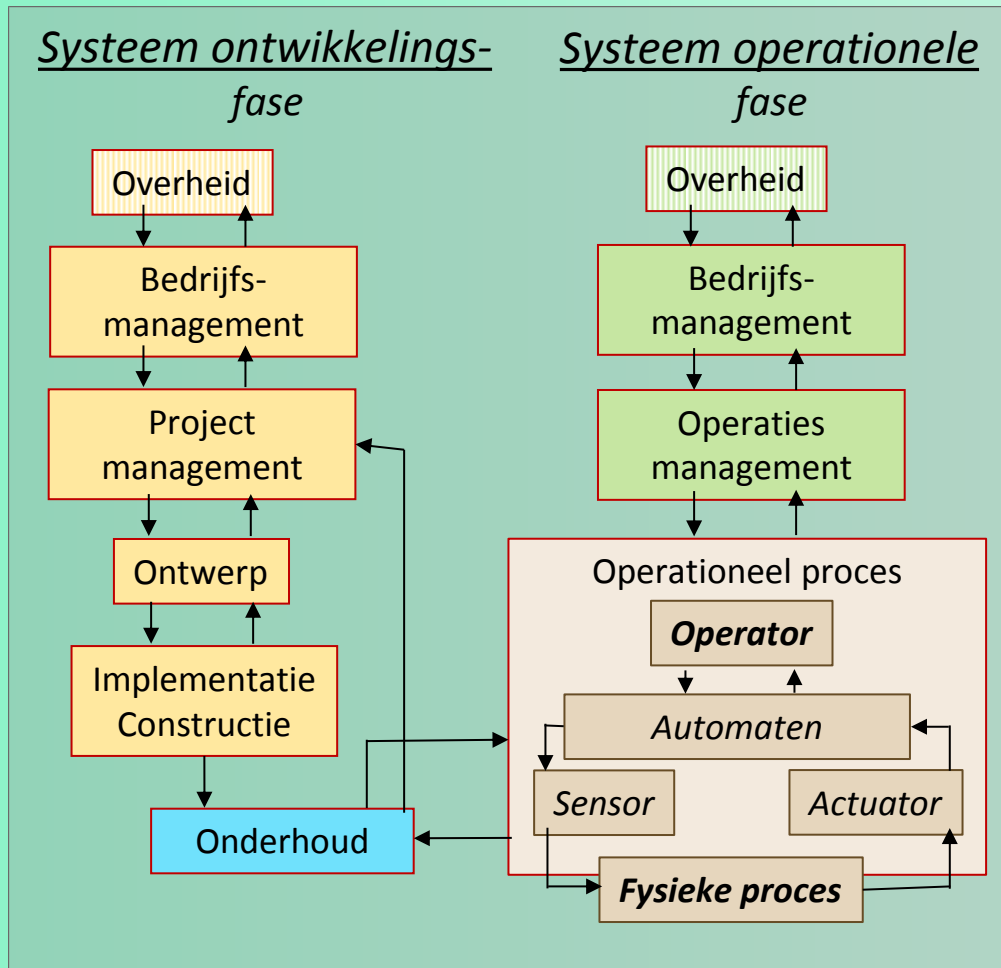 Systeem ontwikkelings-
fase
Overheid
Bedrijfs-
management
Project
management
Ontwerp
Implementatie
Constructie
Onderhoud
Systeem operationele
fase
Overheid
Bedrijfs-
management
Operaties
management
Operationeel proces
Operator
Automaten
Sensor
Actuator
Fysieke proces